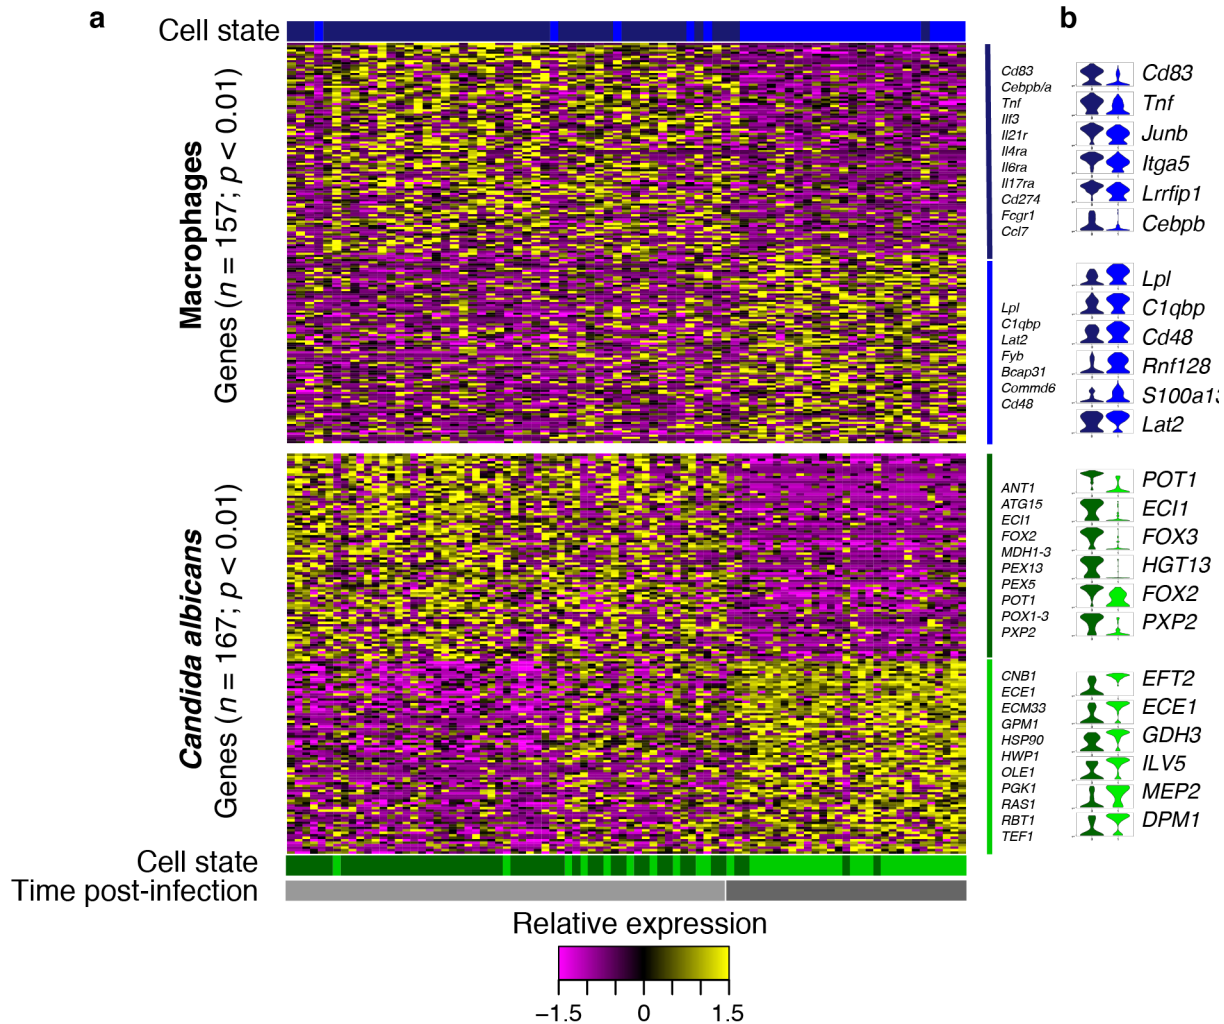 a
b
Cell state
Macrophages
Genes (n = 157; p < 0.01)
Cd83
Cebpb/a
Tnf
Ilf3
Il21r
Il4ra
Il6ra
Il17ra
Cd274
Fcgr1
Ccl7
Cd83
Tnf
Junb
Itga5
Lrrfip1
Cebpb
Lpl
C1qbp
Lat2
Fyb
Bcap31
Commd6
Cd48
Lpl
C1qbp
Cd48
Rnf128
S100a13
Lat2
Candida albicans
Genes (n = 167; p < 0.01)
ANT1
ATG15
ECI1
FOX2
MDH1-3
PEX13
PEX5
POT1
POX1-3
PXP2
POT1
ECI1
FOX3
HGT13
FOX2
PXP2
CNB1
ECE1
ECM33
GPM1
HSP90
HWP1
OLE1
PGK1
RAS1
RBT1
TEF1
EFT2
ECE1
GDH3
ILV5
MEP2
DPM1
Cell state
Time post-infection
Relative expression
−1.5 0 1.5